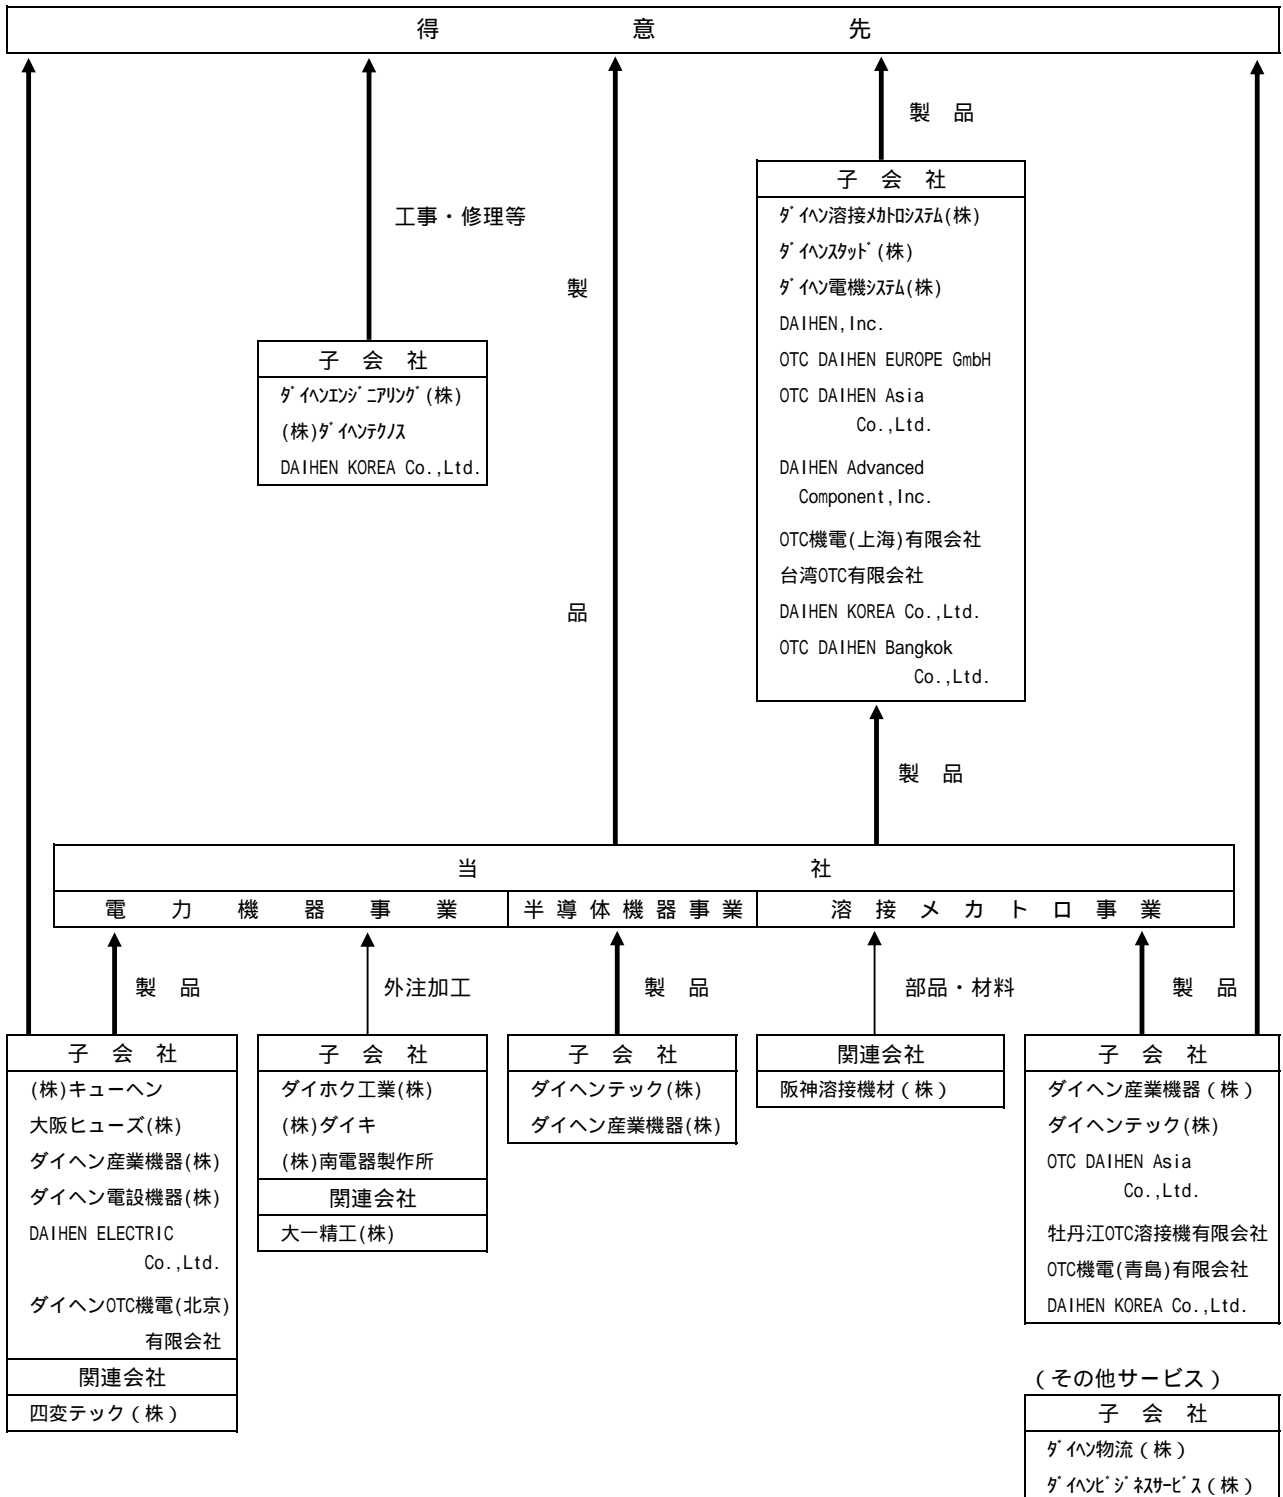 得意先
製 品
子 会 社
ダイヘン溶接メカトロシステム(株)
ダイヘンスタッド(株)
ダイヘン電機システム(株)
DAIHEN,Inc.
OTC DAIHEN EUROPE GmbH
OTC DAIHEN Asia
Co.,Ltd.
DAIHEN Advanced
Component,Inc.
OTC機電(上海)有限会社
台湾OTC有限会社
DAIHEN KOREA Co.,Ltd.
OTC DAIHEN Bangkok
Co.,Ltd.
工事・修理等
子 会 社
ダイヘンエンジニアリング(株)
(株)ダイヘンテクノス
DAIHEN KOREA Co.,Ltd.
製
品
製 品
当社
電力機器事業
半導体機器事業
溶接メカトロ事業
製 品
外注加工
製 品
部品・材料
製 品
子 会 社
(株)キューヘン
大阪ヒューズ(株)
ダイヘン産業機器(株)
ダイヘン電設機器(株)
DAIHEN ELECTRIC
Co.,Ltd.
ダイヘンOTC機電(北京)
有限会社
関連会社
四変テック(株)
子 会 社
ダイホク工業(株)
(株)ダイキ
(株)南電器製作所
関連会社
大一精工(株)
子 会 社
ダイヘンテック(株)
ダイヘン産業機器(株)
関連会社
阪神溶接機材(株)
子 会 社
ダイヘン産業機器(株)
ダイヘンテック(株)
OTC DAIHEN Asia
Co.,Ltd.
牡丹江OTC溶接機有限会社
OTC機電(青島)有限会社
DAIHEN KOREA Co.,Ltd.
(その他サービス)
子 会 社
ダイヘン物流(株)
ダイヘンビジネスサービス(株)